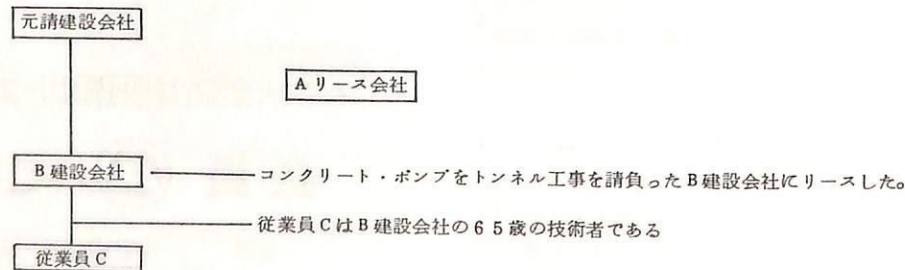 元請建設会社
Aリース会社
B建設会社
コンクリート・ポンプをトンネル工事を請負ったB建設会社にリースした。
従業員CはB建設会社の65歳の技術者である
従業員C